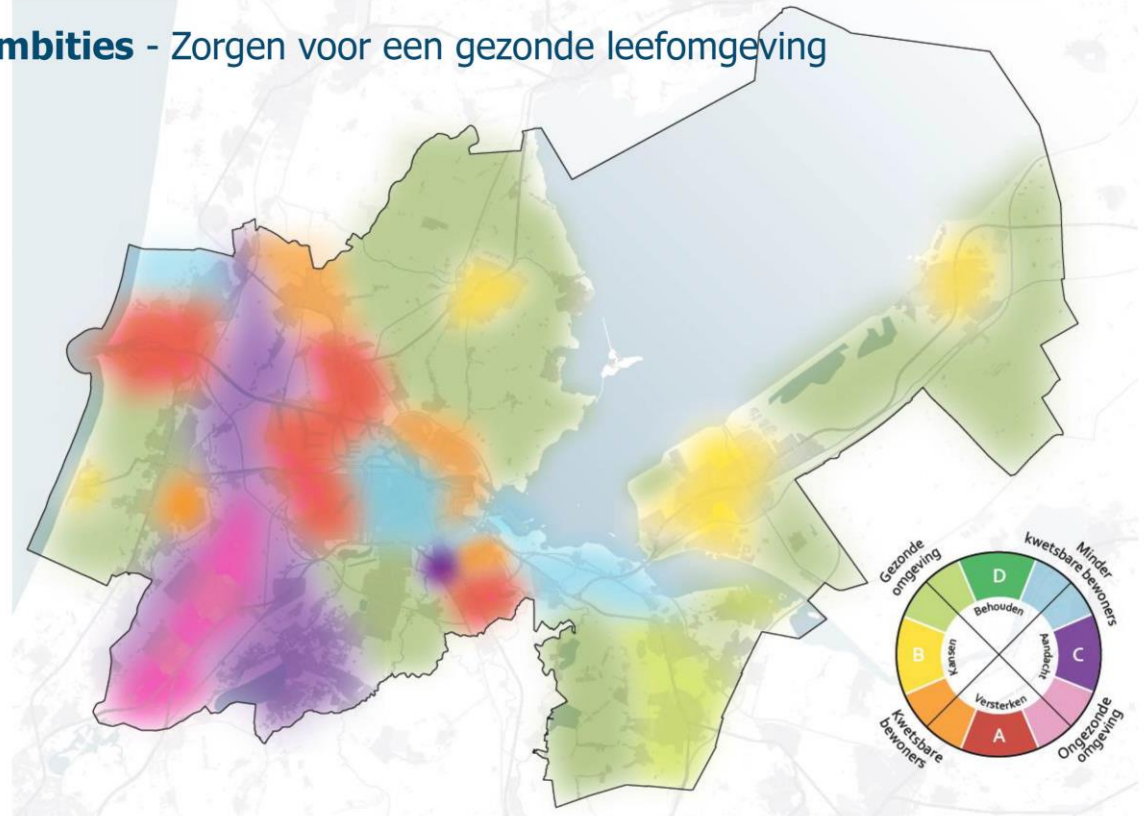 mbities - Zorgen voor een gezonde leefomgeving
Gezonde
omgeving
Minder
kwetsbare bewoners
D
Behouden
B
Kansen
Aandacht
C
Versterken
A
Kwetsbare
bewoners
Ongezonde
omgeving